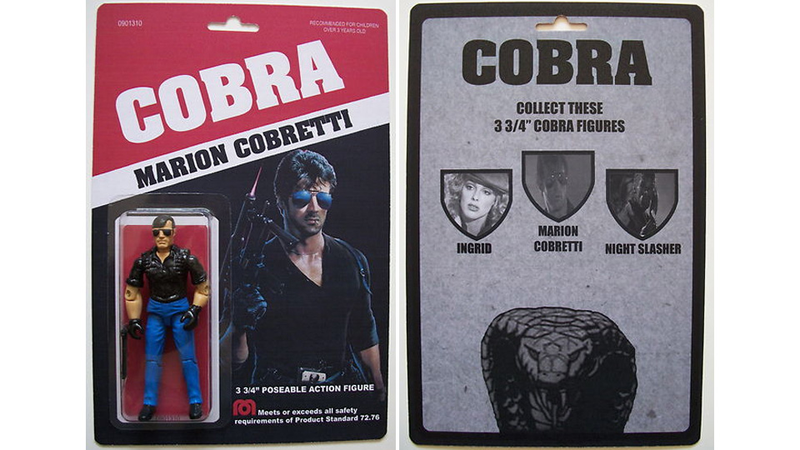 0901310
RECOMMENDED FOR CHILDREN
OVER 3 YEARS OLD
COBRA
MARION COBRETTI
3 3/4" POSEABLE ACTION FIGURE
Meets or exceeds all safety
requirements of Product Standard 72.76
COBRA
COLLECT THESE
3 3/4" COBRA FIGURES
INGRID
MARION
COBRETTI
NIGHT SLASHER